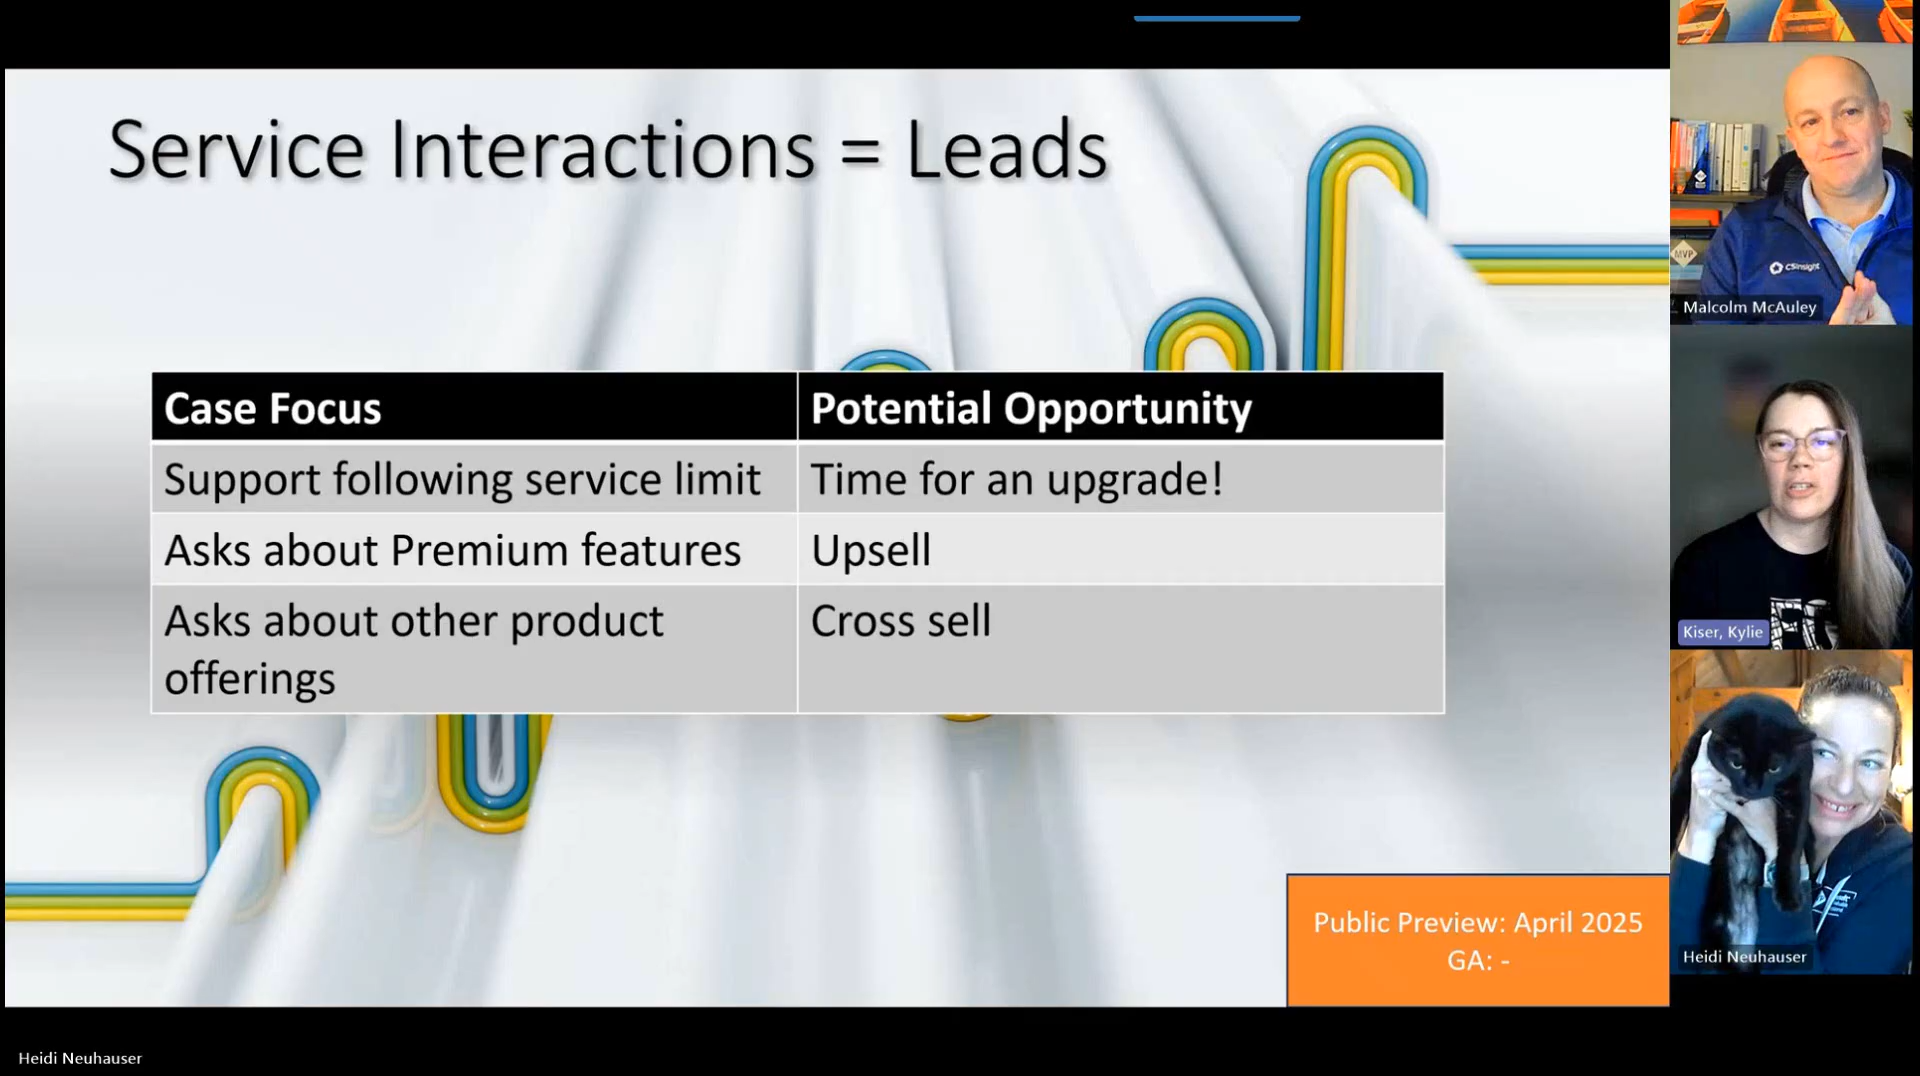 Service Interactions = Leads
Case Focus
Potential Opportunity
Support following service limit
Time for an upgrade!
Asks about Premium features
Upsell
Asks about other product
offerings
Cross sell
Public Preview: April 2025
GA: -
MVP
CSinsight
Malcolm McAuley
Kiser, Kylie
Heidi Neuhauser
Heidi Neuhauser